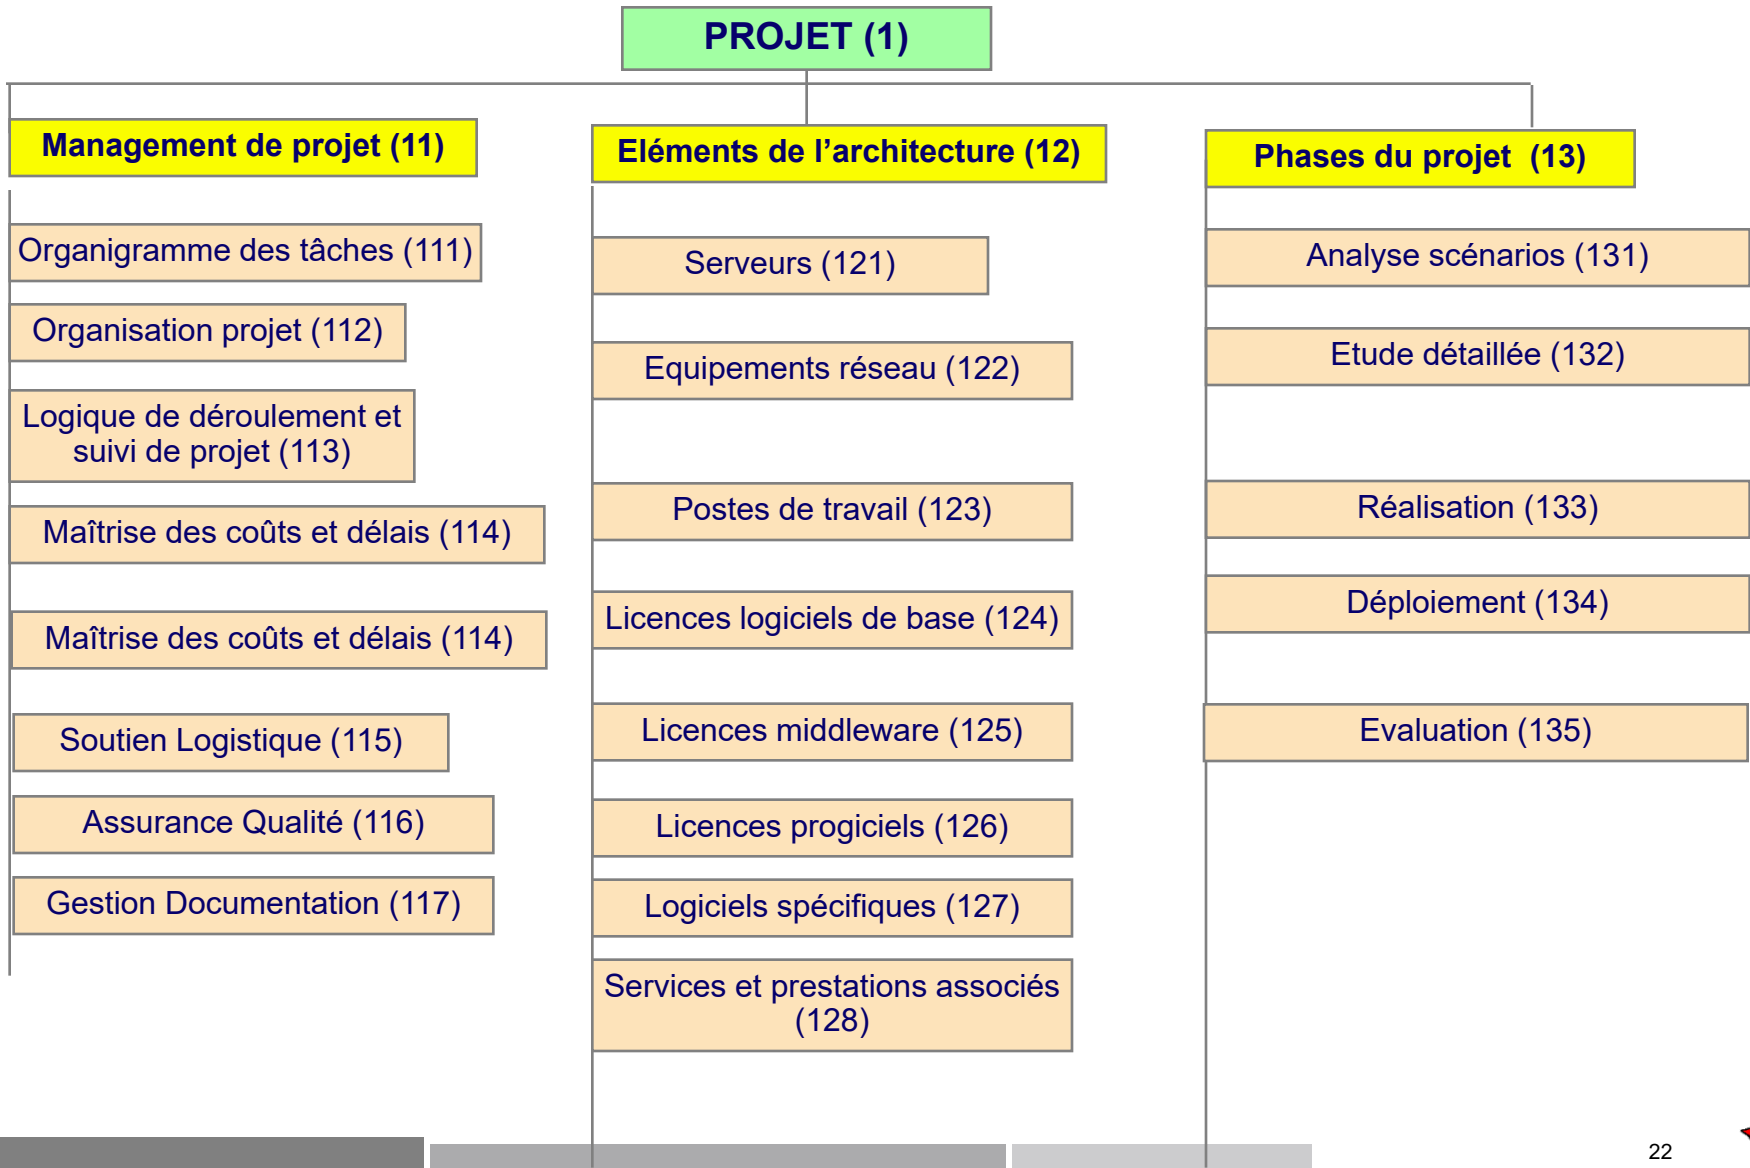 PROJET (1)
Management de projet (11)
Organigramme des tâches (111)
Organisation projet (112)
Logique de déroulement et
suivi de projet (113)
Maîtrise des coûts et délais (114)
Maîtrise des coûts et délais (114)
Soutien Logistique (115)
Assurance Qualité (116)
Gestion Documentation (117)
Eléments de l’architecture (12)
Serveurs (121)
Equipements réseau (122)
Postes de travail (123)
Licences logiciels de base (124)
Licences middleware (125)
Licences progiciels (126)
Logiciels spécifiques (127)
Services et prestations associés
(128)
Phases du projet  (13)
Analyse scénarios (131)
Etude détaillée (132)
Réalisation (133)
Déploiement (134)
Evaluation (135)
22